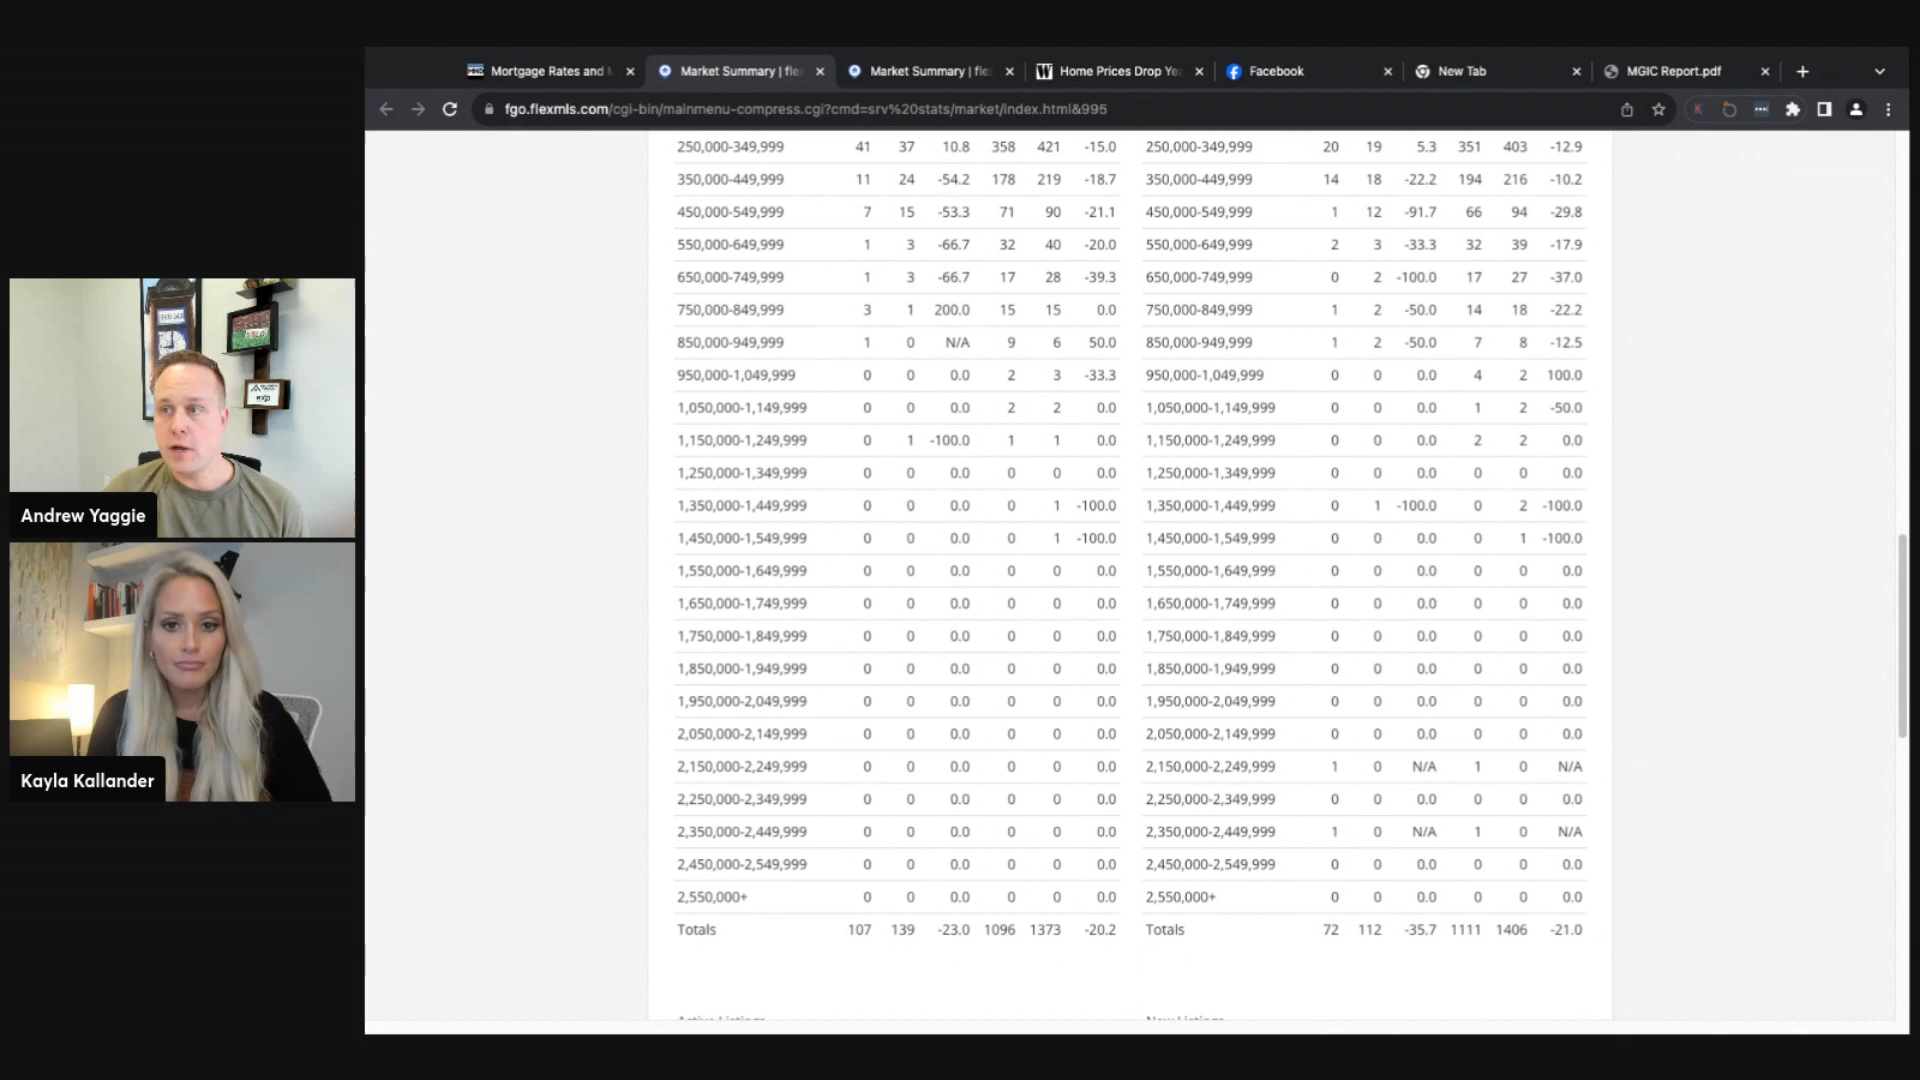 Mortgage Rates and
Market Summary | fle
Market Summary | fle
Home Prices Drop Ye
Facebook
New Tab
MGIC Report.pdf
fgo.flexmls.com/cgi-bin/mainmenu-compress.cgi?cmd=srv%20stats/market/index.html&995
250,000-349,999 41 37 10.8 358 421 -15.0 250,000-349,999 20 19 5.3 351 403 -12.9
350,000-449,999 11 24 -54.2 178 219 -18.7 350,000-449,999 14 18 -22.2 194 216 -10.2
450,000-549,999 7 15 -53.3 71 90 -21.1 450,000-549,999 1 12 -91.7 66 94 -29.8
550,000-649,999 1 3 -66.7 32 40 -20.0 550,000-649,999 2 3 -33.3 32 39 -17.9
650,000-749,999 1 3 -66.7 17 28 -39.3 650,000-749,999 0 2 -100.0 17 27 -37.0
750,000-849,999 3 1 200.0 15 15 0.0 750,000-849,999 1 2 -50.0 14 18 -22.2
850,000-949,999 1 0 N/A 9 6 50.0 850,000-949,999 1 2 -50.0 7 8 -12.5
950,000-1,049,999 0 0 0.0 2 3 -33.3 950,000-1,049,999 0 0 0.0 4 2 100.0
1,050,000-1,149,999 0 0 0.0 2 2 0.0 1,050,000-1,149,999 0 0 0.0 1 2 -50.0
1,150,000-1,249,999 0 1 -100.0 1 1 0.0 1,150,000-1,249,999 0 0 0.0 2 2 0.0
1,250,000-1,349,999 0 0 0.0 0 0 0.0 1,250,000-1,349,999 0 0 0.0 0 0 0.0
1,350,000-1,449,999 0 0 0.0 0 1 -100.0 1,350,000-1,449,999 0 1 -100.0 0 2 -100.0
1,450,000-1,549,999 0 0 0.0 0 1 -100.0 1,450,000-1,549,999 0 0 0.0 0 1 -100.0
1,550,000-1,649,999 0 0 0.0 0 0 0.0 1,550,000-1,649,999 0 0 0.0 0 0 0.0
1,650,000-1,749,999 0 0 0.0 0 0 0.0 1,650,000-1,749,999 0 0 0.0 0 0 0.0
1,750,000-1,849,999 0 0 0.0 0 0 0.0 1,750,000-1,849,999 0 0 0.0 0 0 0.0
1,850,000-1,949,999 0 0 0.0 0 0 0.0 1,850,000-1,949,999 0 0 0.0 0 0 0.0
1,950,000-2,049,999 0 0 0.0 0 0 0.0 1,950,000-2,049,999 0 0 0.0 0 0 0.0
2,050,000-2,149,999 0 0 0.0 0 0 0.0 2,050,000-2,149,999 0 0 0.0 0 0 0.0
2,150,000-2,249,999 0 0 0.0 0 0 0.0 2,150,000-2,249,999 1 0 N/A 1 0 N/A
2,250,000-2,349,999 0 0 0.0 0 0 0.0 2,250,000-2,349,999 0 0 0.0 0 0 0.0
2,350,000-2,449,999 0 0 0.0 0 0 0.0 2,350,000-2,449,999 1 0 N/A 1 0 N/A
2,450,000-2,549,999 0 0 0.0 0 0 0.0 2,450,000-2,549,999 0 0 0.0 0 0 0.0
2,550,000+ 0 0 0.0 0 0 0.0 2,550,000+ 0 0 0.0 0 0 0.0
Totals 107 139 -23.0 1096 1373 -20.2 Totals 72 112 -35.7 1111 1406 -21.0
Active Listings New Listings
exp
Andrew Yaggie
Kayla Kallander